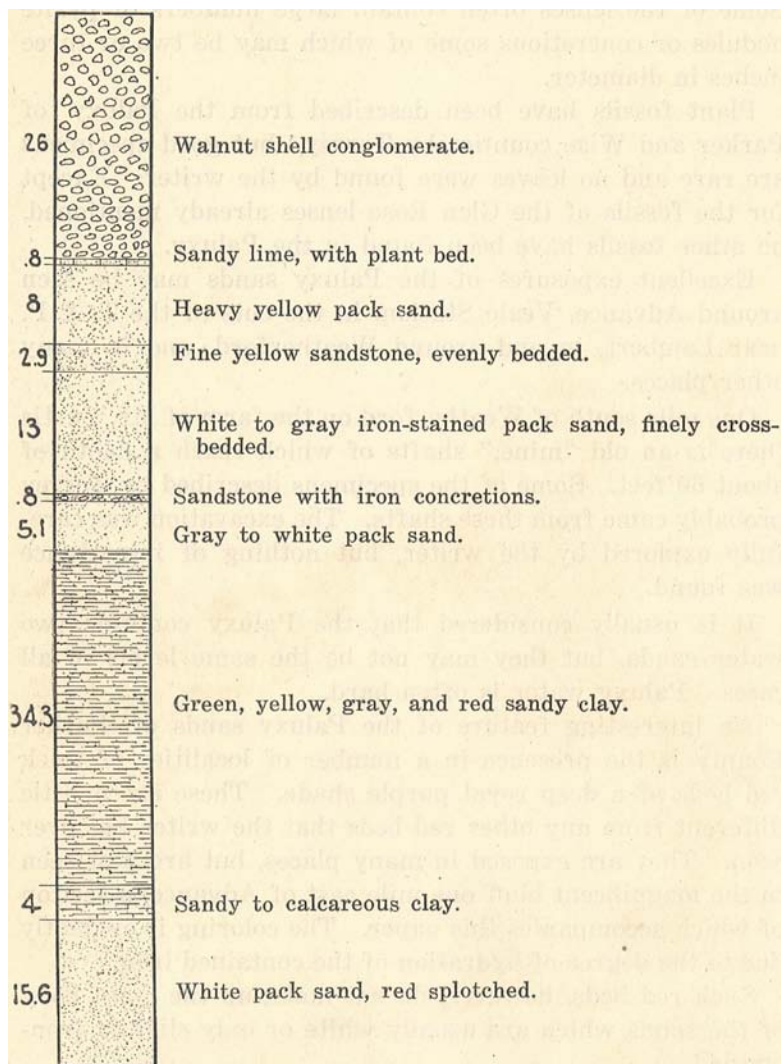 26 Walnut shell conglomerate.
.8 Sandy lime, with plant bed.
8 Heavy yellow pack sand.
2.9 Fine yellow sandstone, evenly bedded.
13 White to gray iron-stained pack sand, finely cross-
bedded.
.8 Sandstone with iron concretions.
5.1 Gray to white pack sand.
34.3 Green, yellow, gray, and red sandy clay.
4 Sandy to calcareous clay.
15.6 White pack sand, red splotched.